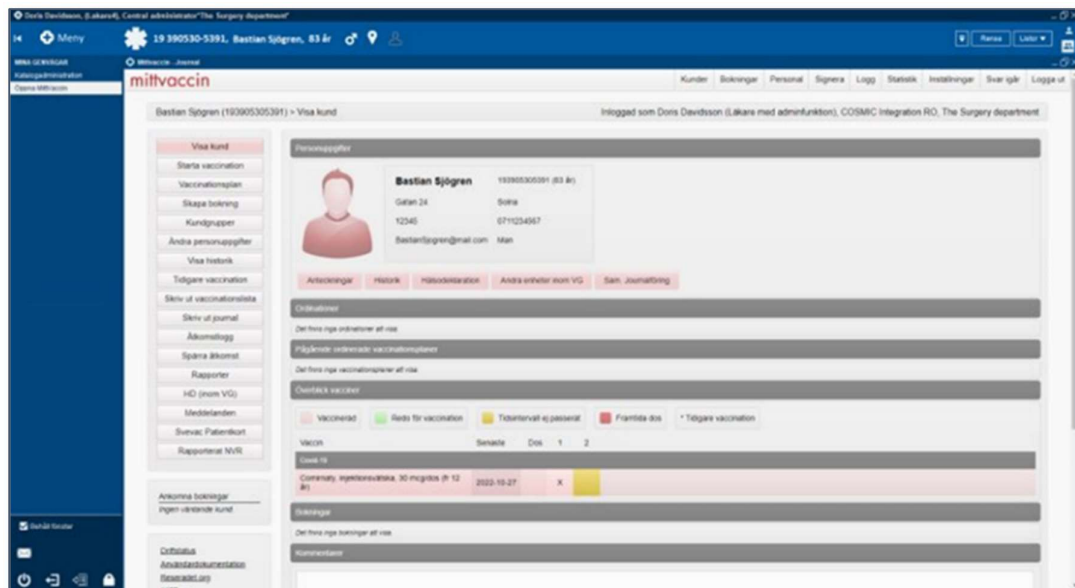 Doris Davidsson, (Läkare4), Central administrator"The Surgery department"
Meny
19 390530-5391, Bastian Sjögren, 83 år
Rensa
Listor
MINA GENVÄGAR
Katalogadministration
Öppna MittVaccin
Mittvaccin - Journal
mittvaccin
Kunder Bokningar Personal Signera Logg Statistik Inställningar Svar igår Logga ut
Bastian Sjögren (193905305391) > Visa kund
Inloggad som Doris Davidsson (Läkare med adminfunktion), COSMIC Integration RO, The Surgery department
Visa kund
Starta vaccination
Vaccinationsplan
Skapa bokning
Kundgrupper
Ändra personuppgifter
Visa historik
Tidigare vaccination
Skriv ut vaccinationslista
Skriv ut journal
Åtkomstlogg
Spärra åtkomst
Rapporter
HD (inom VG)
Meddelanden
Svevac Patientkort
Rapporterat NVR
Ankomna bokningar
Ingen väntande kund
Driftstatus
Användardokumentation
Reseradet.org
Personuppgifter
Bastian Sjögren 193905305391 (83 år)
Gatan 24 Solna
12345 0711234567
BastianSjogren@mail.com Man
Anteckningar Historik Hälsodeklaration Andra enheter inom VG Sam. Journalföring
Ordinationer
Det finns inga ordinationer att visa
Pågående ordinerade vaccinationsplaner
Det finns inga vaccinationsplaner att visa
Överblick vacciner
Vaccinerad Redo för vaccination Tidsintervall ej passerat Framtida dos * Tidigare vaccination
Vaccin Senaste Dos 1 2
Covid-19
Comirnaty, injektionsvätska, 30 mcg/dos (fr 12 år) 2022-10-27 X
Bokningar
Det finns inga bokningar att visa
Kommentarer
Behåll fönster